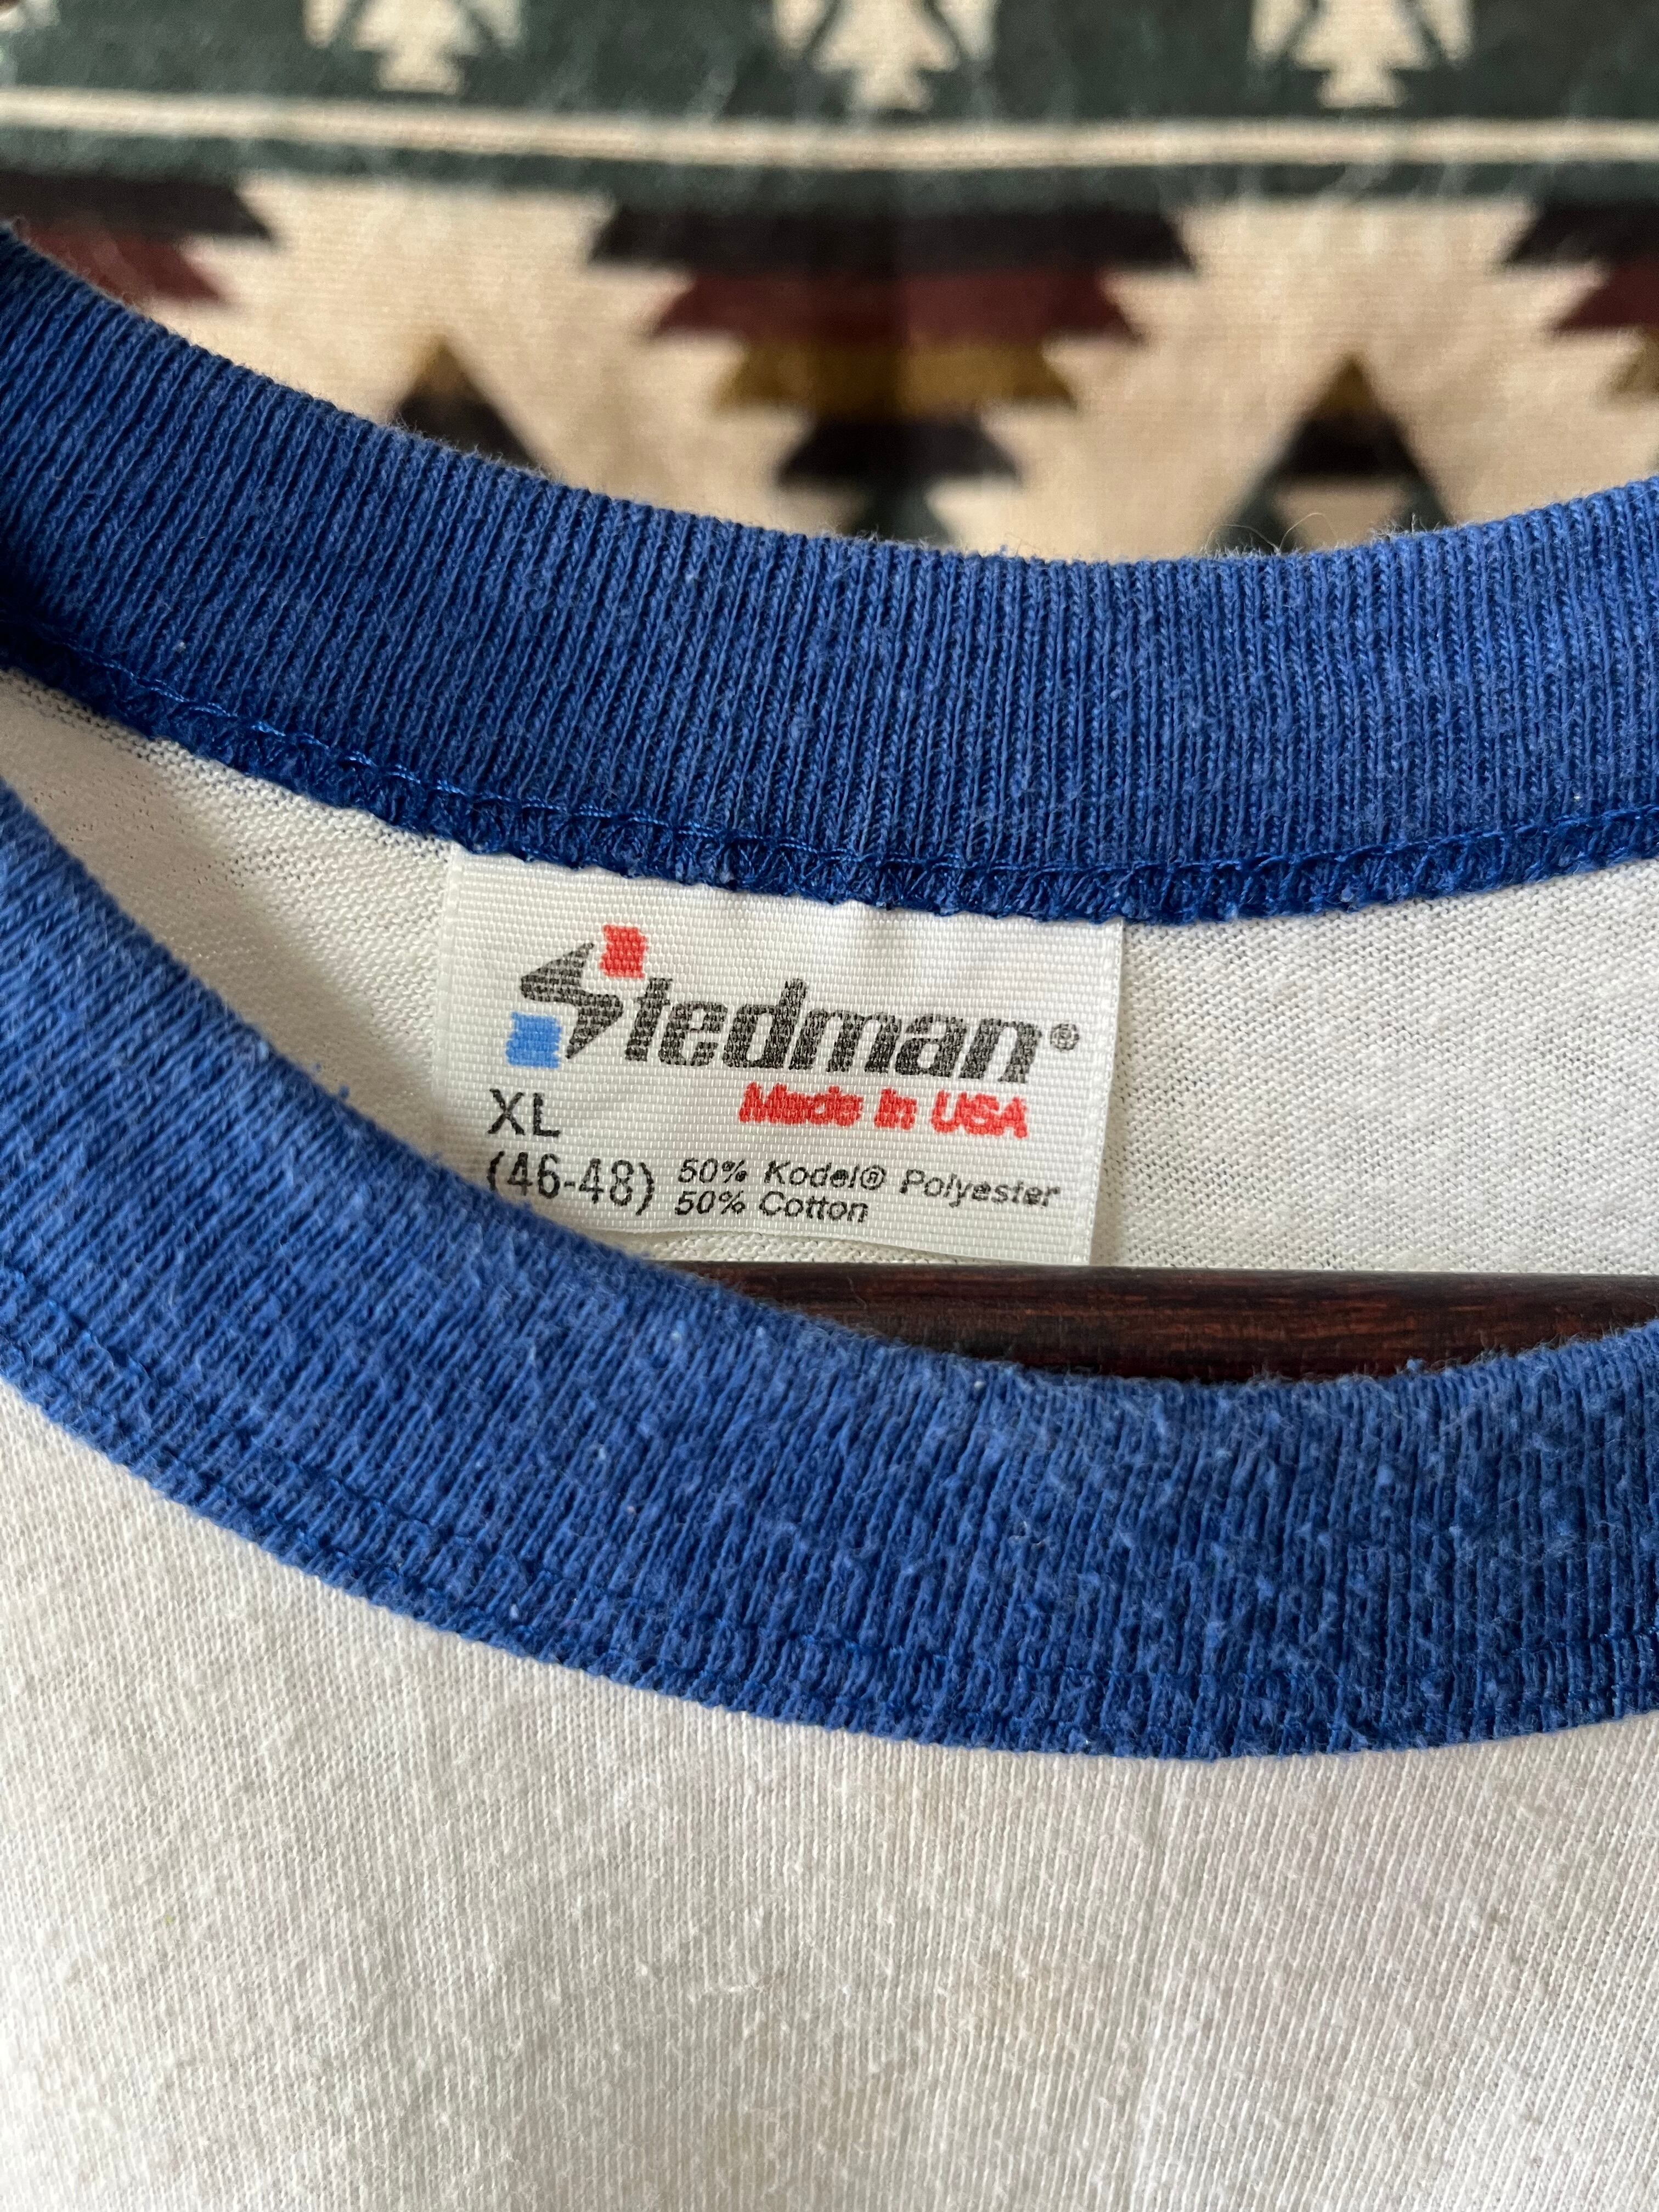 Stedman®
Made in USA
XL
(46-48)
50% Kodel® Polyester
50% Cotton